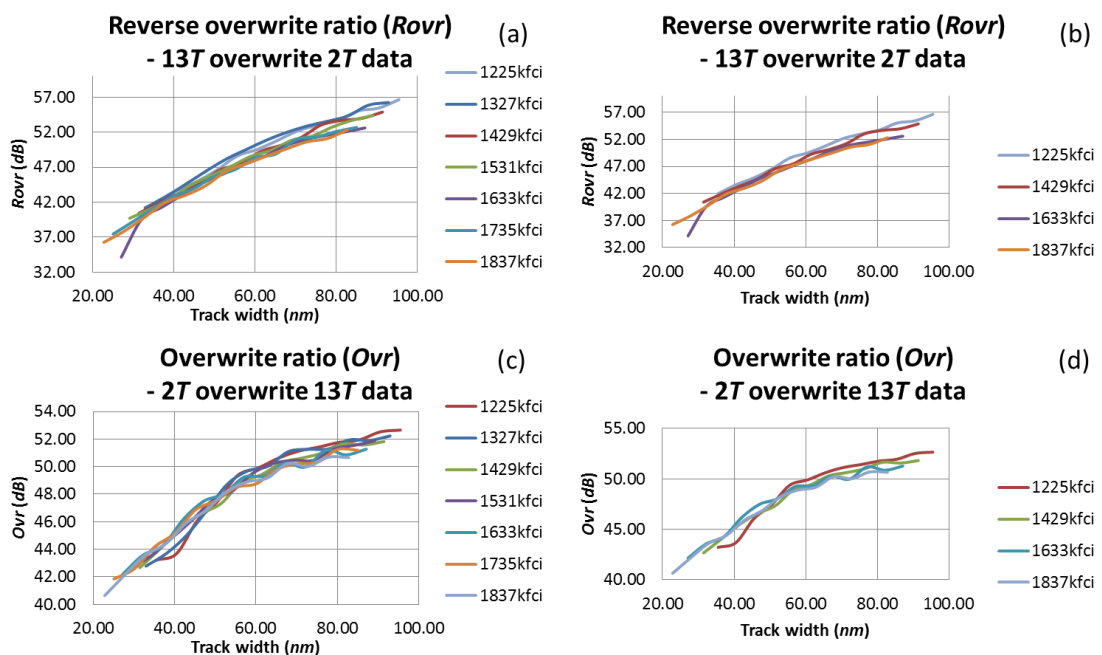 Reverse overwrite ratio (Rovr)
- 13T overwrite 2T data
(a)
Rovr (dB)
57.00
52.00
47.00
42.00
37.00
32.00
20.00 40.00 60.00 80.00 100.00
Track width (nm)
1225kfci
1327kfci
1429kfci
1531kfci
1633kfci
1735kfci
1837kfci
Reverse overwrite ratio (Rovr)
- 13T overwrite 2T data
(b)
Rovr (dB)
57.00
52.00
47.00
42.00
37.00
32.00
20.00 40.00 60.00 80.00 100.00
Track width (nm)
1225kfci
1429kfci
1633kfci
1837kfci
Overwrite ratio (Ovr)
- 2T overwrite 13T data
(c)
Ovr (dB)
54.00
52.00
50.00
48.00
46.00
44.00
42.00
40.00
20.00 40.00 60.00 80.00 100.00
Track width (nm)
1225kfci
1327kfci
1429kfci
1531kfci
1633kfci
1735kfci
1837kfci
Overwrite ratio (Ovr)
- 2T overwrite 13T data
(d)
Ovr (dB)
55.00
50.00
45.00
40.00
20.00 40.00 60.00 80.00 100.00
Track width (nm)
1225kfci
1429kfci
1633kfci
1837kfci